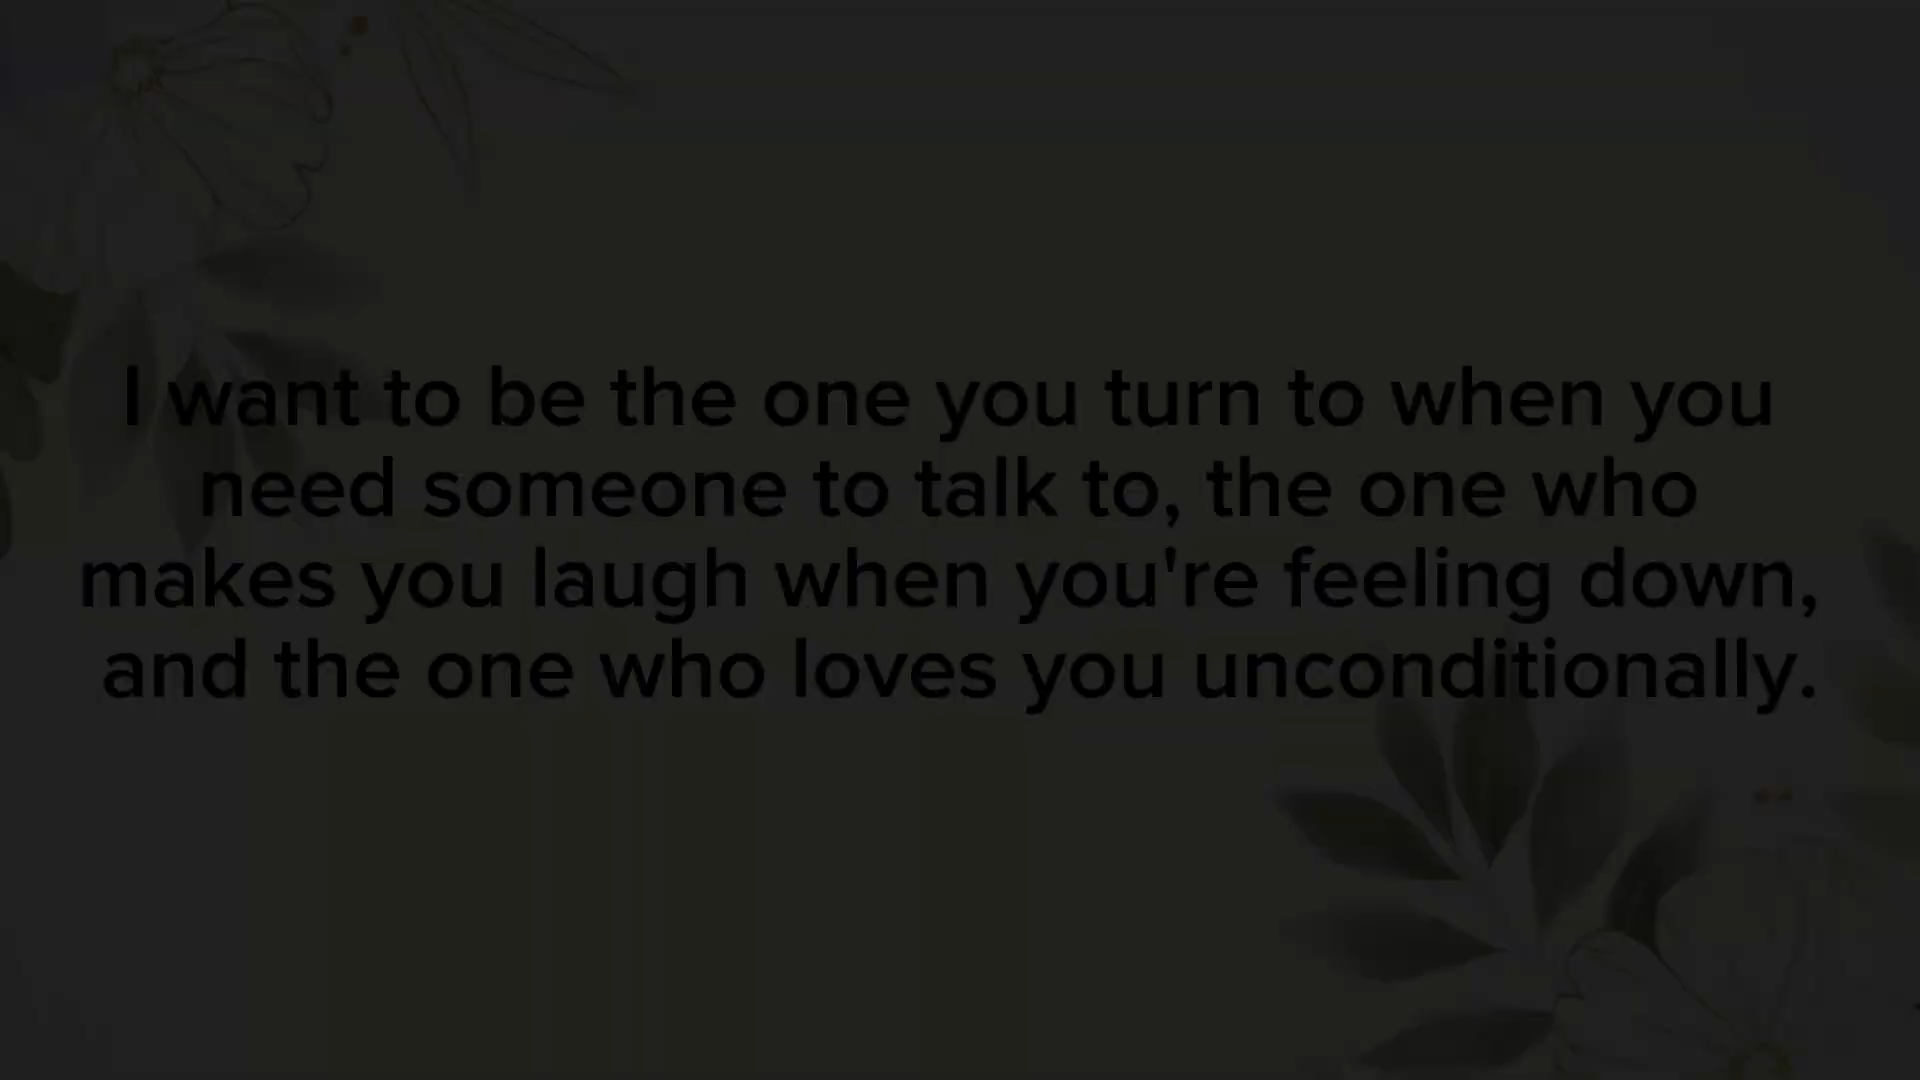 I want to be the one you turn to when you
need someone to talk to, the one who
makes you laugh when you're feeling down,
and the one who loves you unconditionally.